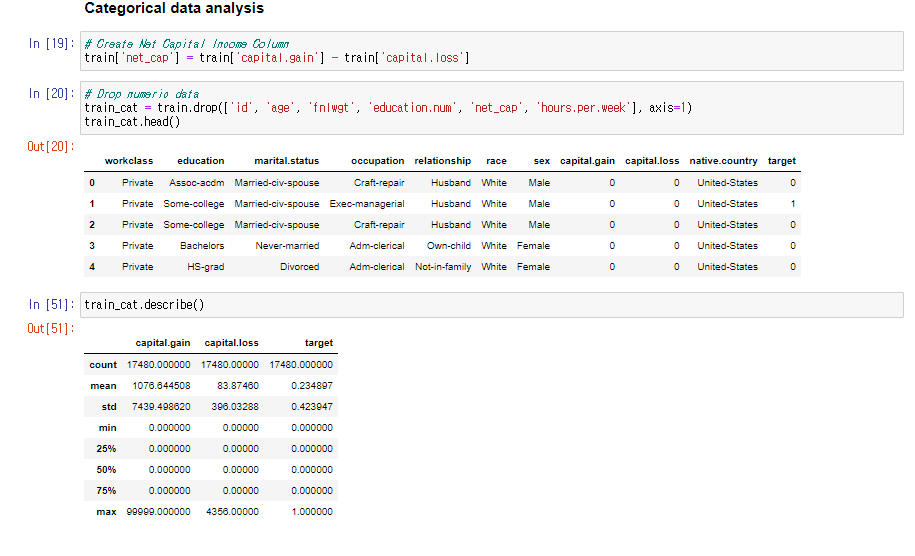 Categorical data analysis
In [19]: # Create Net Capital Income Column
train['net_cap'] = train['capital.gain'] - train['capital.loss']
In [20]: # Drop numeric data
train_cat = train.drop(['id', 'age', 'fnlwgt', 'education.num', 'net_cap', 'hours.per.week'], axis=1)
train_cat.head()
Out[20]:
workclass education marital.status occupation relationship race sex capital.gain capital.loss native.country target
0 Private Assoc-acdm Married-civ-spouse Craft-repair Husband White Male 0 0 United-States 0
1 Private Some-college Married-civ-spouse Exec-managerial Husband White Male 0 0 United-States 1
2 Private Some-college Married-civ-spouse Craft-repair Husband White Male 0 0 United-States 0
3 Private Bachelors Never-married Adm-clerical Own-child White Female 0 0 United-States 0
4 Private HS-grad Divorced Adm-clerical Not-in-family White Female 0 0 United-States 0
In [51]: train_cat.describe()
Out[51]:
capital.gain capital.loss target
count 17480.000000 17480.00000 17480.000000
mean 1076.644508 83.87460 0.234897
std 7439.498620 396.03288 0.423947
min 0.000000 0.00000 0.000000
25% 0.000000 0.00000 0.000000
50% 0.000000 0.00000 0.000000
75% 0.000000 0.00000 0.000000
max 99999.000000 4356.00000 1.000000